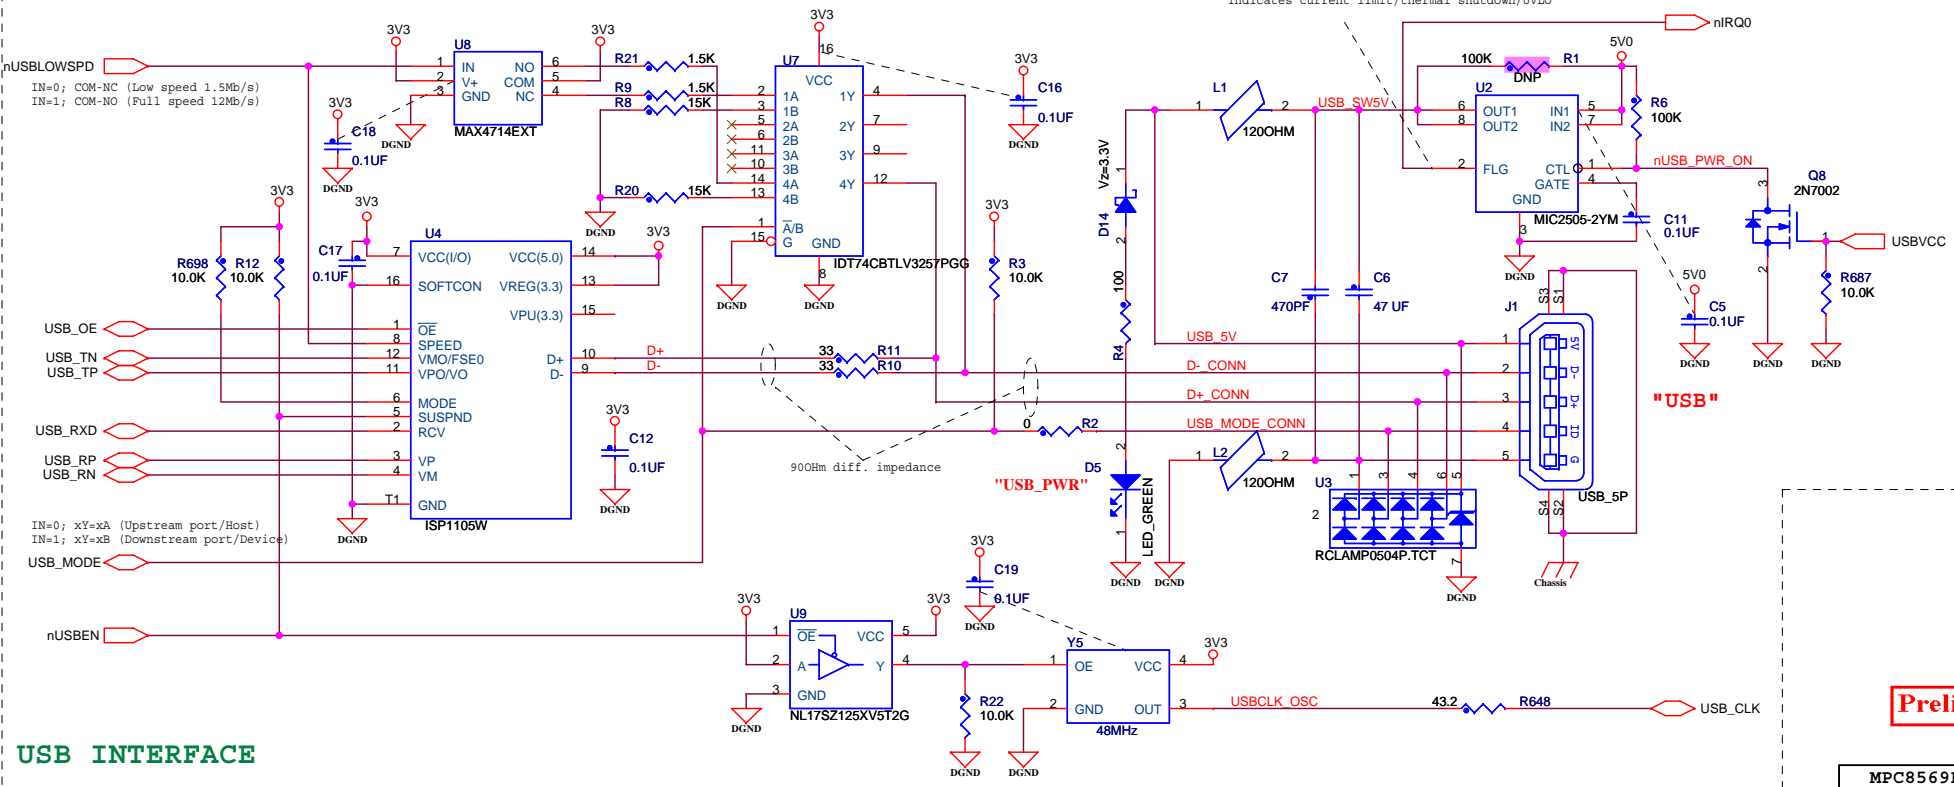 indicates current limit/thermal shutdown/UVLO
nIRQ0
nUSBLOWSPD
IN=0; COM-NC (Low speed 1.5Mb/s)
IN=1; COM-NO (Full speed 12Mb/s)
3V3
U8
1 IN NO 6
2 V+ COM 5
3 GND NC 4
MAX4714EXT
DGND
3V3
C18
0.1UF
DGND
3V3
R21 1.5K
R9 1.5K
R8 15K
R20 15K
DGND
3V3
16
U7
VCC
2 1A 1Y 4
3 1B
5 2A 2Y 7
6 2B
11 3A 3Y 9
10 3B
14 4A 4Y 12
13 4B
1 A/B
15 G GND
8
IDT74CBTLV3257PGG
DGND
DGND
3V3
C16
0.1UF
DGND
3V3
R698
10.0K
R12
10.0K
3V3
C17
0.1UF
U4
7 VCC(I/O) VCC(5.0) 14
16 SOFTCON VREG(3.3) 13
VPU(3.3) 15
1 OE
8 SPEED
12 VMO/FSE0 D+ 10
11 VPO/VO D- 9
6 MODE
5 SUSPND
2 RCV
3 VP
4 VM
T1 GND
ISP1105W
DGND
3V3
USB_OE
USB_TN
USB_TP
USB_RXD
USB_RP
USB_RN
IN=0; xY=xA (Upstream port/Host)
IN=1; xY=xB (Downstream port/Device)
USB_MODE
nUSBEN
D+
D-
33 R11
33 R10
3V3
C12
0.1UF
DGND
90OHm diff. impedance
3V3
R3
10.0K
0 R2
"USB_PWR"
Vz=3.3V
1
D14
2
100
R4
2
D5
1
LED_GREEN
DGND
DGND
1 L1 2
120OHM
USB_SW5V
1 L2 2
120OHM
C7
470PF
C6
47 UF
USB_5V
D-_CONN
D+_CONN
USB_MODE_CONN
100K R1
DNP
5V0
R6
100K
U2
6 OUT1 IN1 5
8 OUT2 IN2 7
2 FLG CTL 1
GATE 4
GND
3
MIC2505-2YM
DGND
C11
0.1UF
nUSB_PWR_ON
Q8
2N7002
3
1
2
USBVCC
R687
10.0K
DGND
DGND
5V0
C5
0.1UF
DGND
J1
S3 S1
1 5V
2 D-
3 D+
4 ID
5 G
S4 S2
USB_5P
"USB"
Chassis
U3
1 3 4 6 5
2
7
RCLAMP0504P.TCT
DGND
3V3
U9
1 OE VCC 5
2 A Y 4
3 GND
NL17SZ125XV5T2G
DGND
3V3
R22
10.0K
DGND
3V3
C19
0.1UF
DGND
Y5
1 OE VCC 4
2 GND OUT 3
48MHz
DGND
3V3
USBCLK_OSC
43.2 R648
USB_CLK
USB INTERFACE
Preli
MPC8569